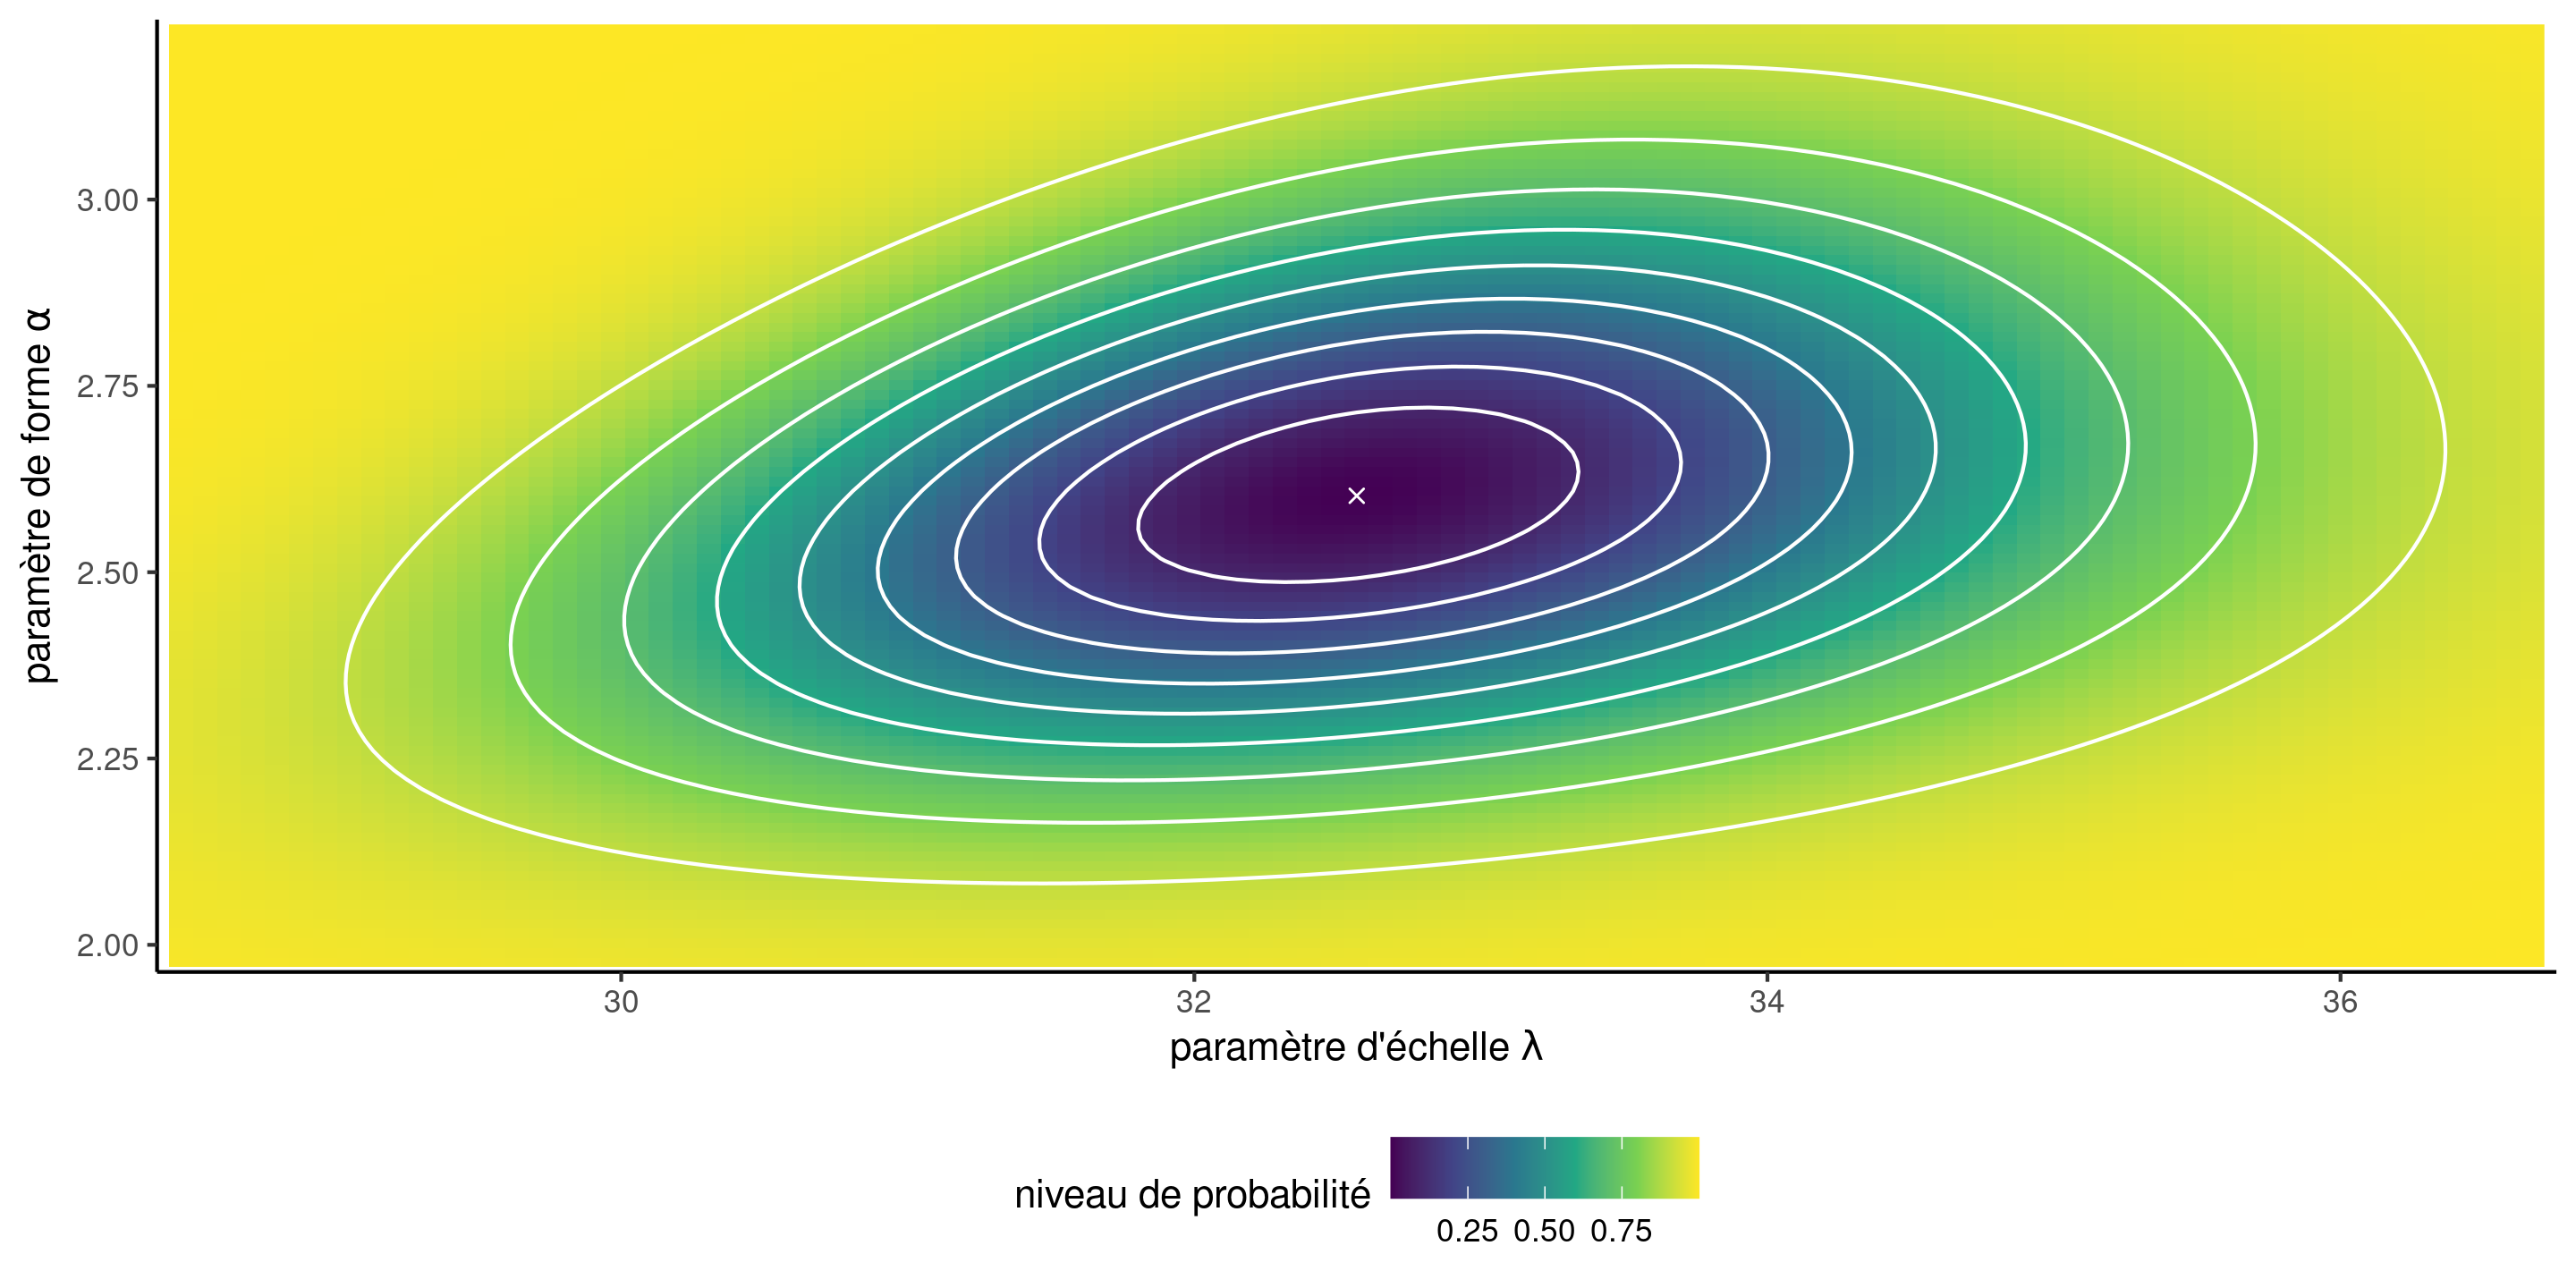 paramètre de forme α
3.00
2.75
2.50
2.25
2.00
30 32 34 36
paramètre d'échelle λ
niveau de probabilité
0.25 0.50 0.75